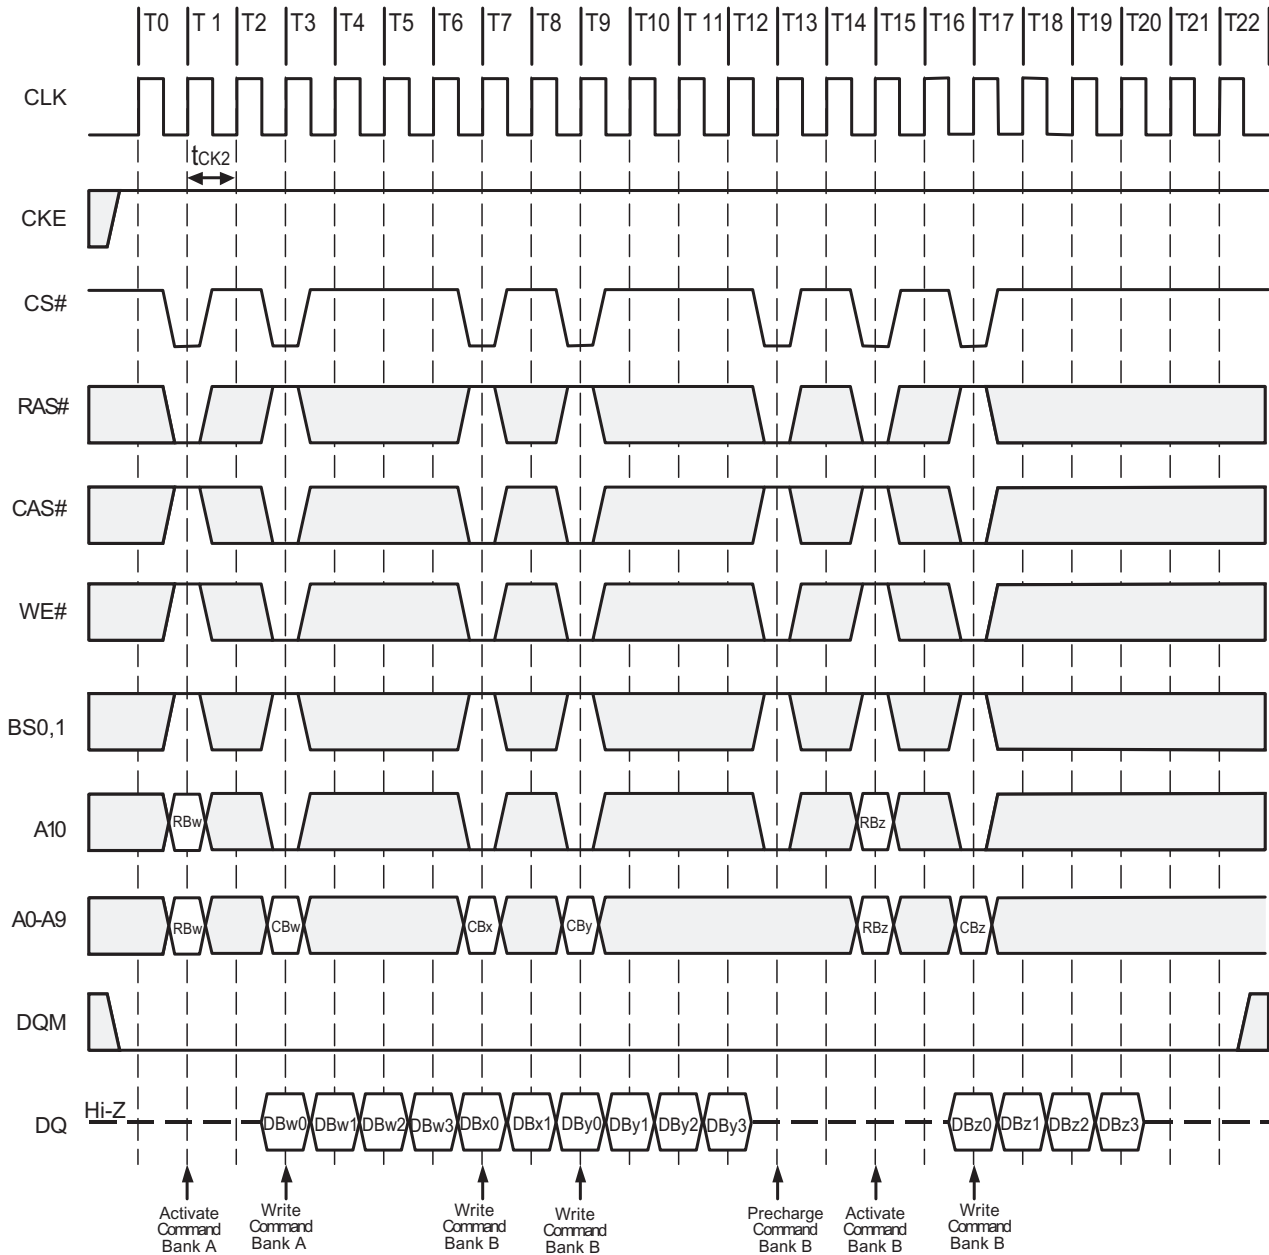 T0 T 1 T2 T3 T4 T5 T6 T7 T8 T9 T10 T 11 T12 T13 T14 T15 T16 T17 T18 T19 T20 T21 T22
CLK
tCK2
CKE
CS#
RAS#
CAS#
WE#
BS0,1
A10 RBw RBz
A0-A9 RBw CBw CBx CBy RBz CBz
DQM
DQ Hi-Z DBw0 DBw1 DBw2 DBw3 DBx0 DBx1 DBy0 DBy1 DBy2 DBy3 DBz0 DBz1 DBz2 DBz3
Activate
Command
Bank A
Write
Command
Bank A
Write
Command
Bank B
Write
Command
Bank B
Precharge
Command
Bank B
Activate
Command
Bank B
Write
Command
Bank B